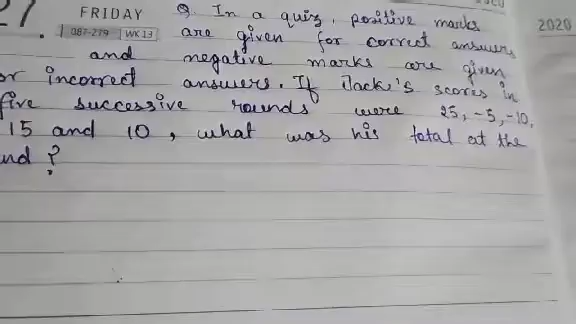 27
FRIDAY
087-279 WK 13
2020
Q. In a quiz, positive marks
are given for correct answers
and negative marks are given
or incorrect answers. If Jack's scores in
five successive rounds were 25, -5, -10,
15 and 10, what was his total at the
nd ?